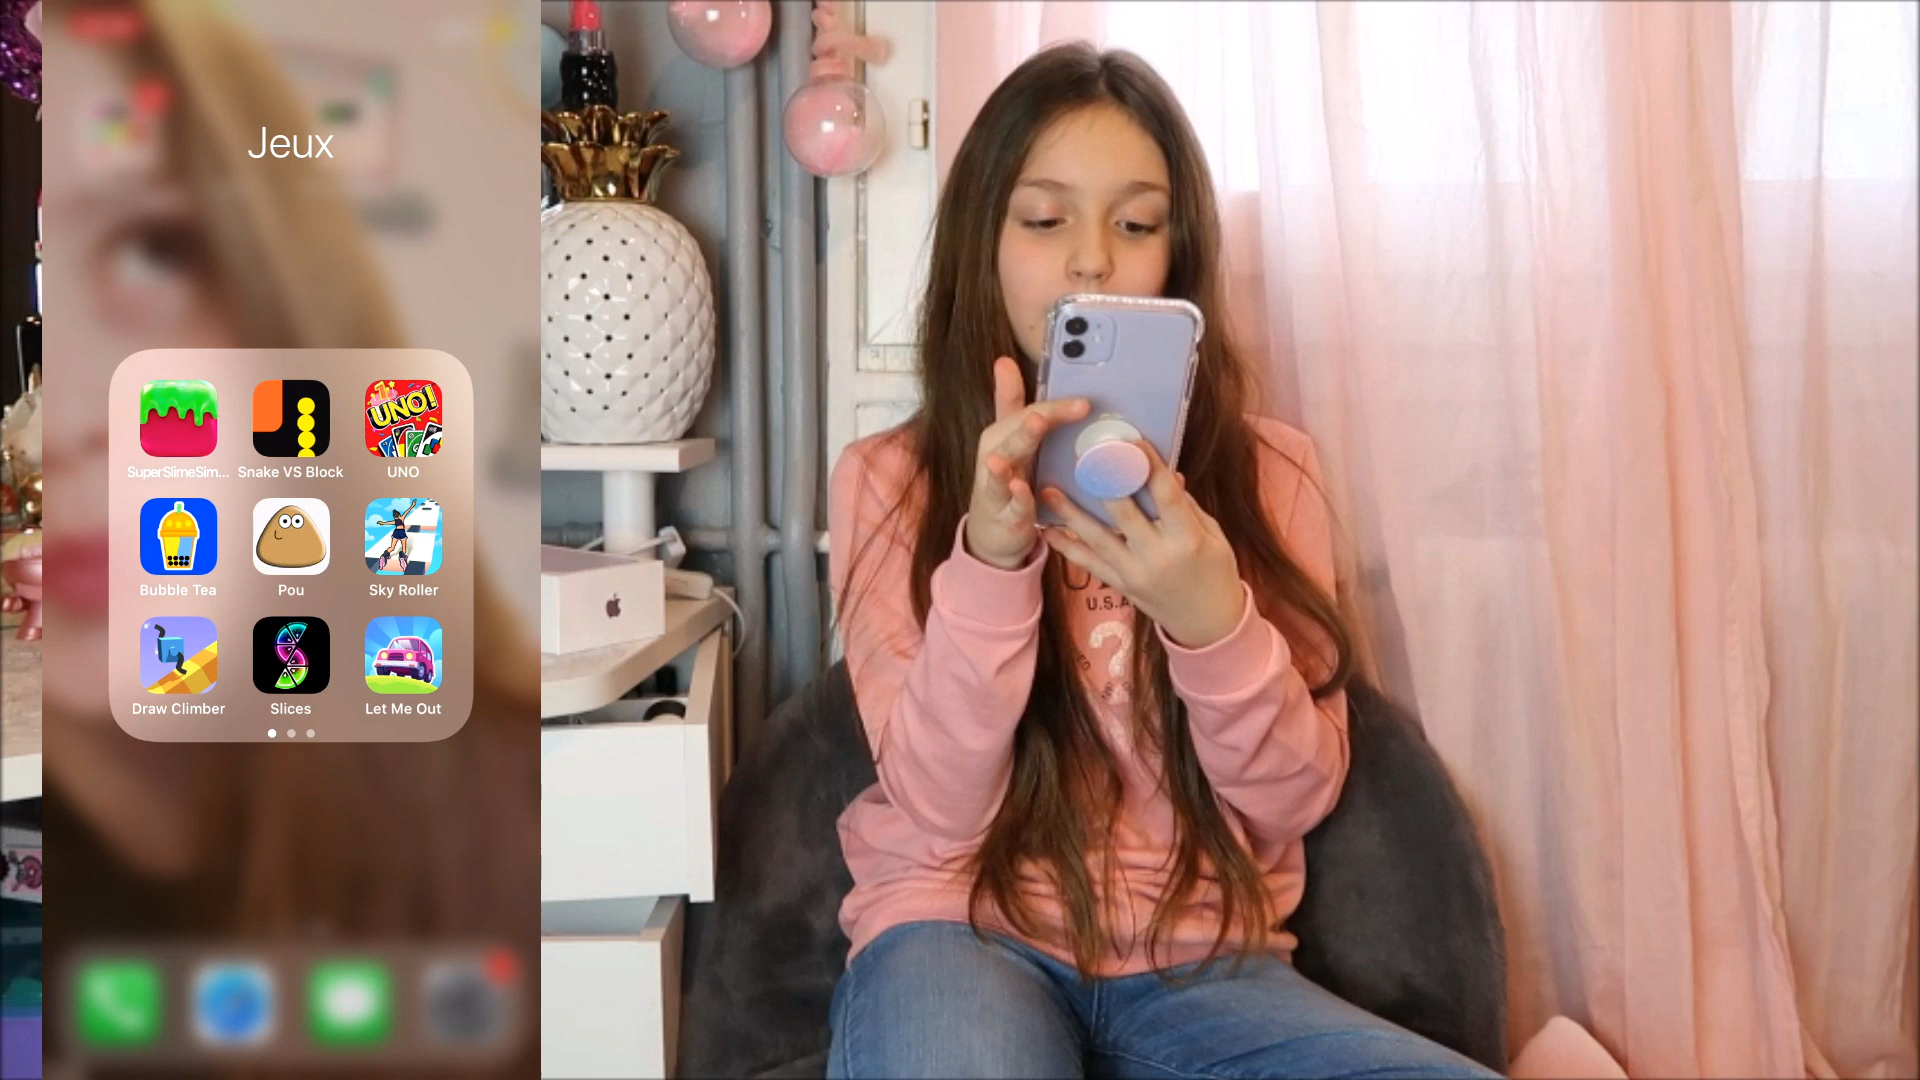 Jeux
UNO!
SuperSlimeSim...
Snake VS Block
UNO
Bubble Tea
Pou
Sky Roller
Draw Climber
Slices
Let Me Out
U.S.A
?